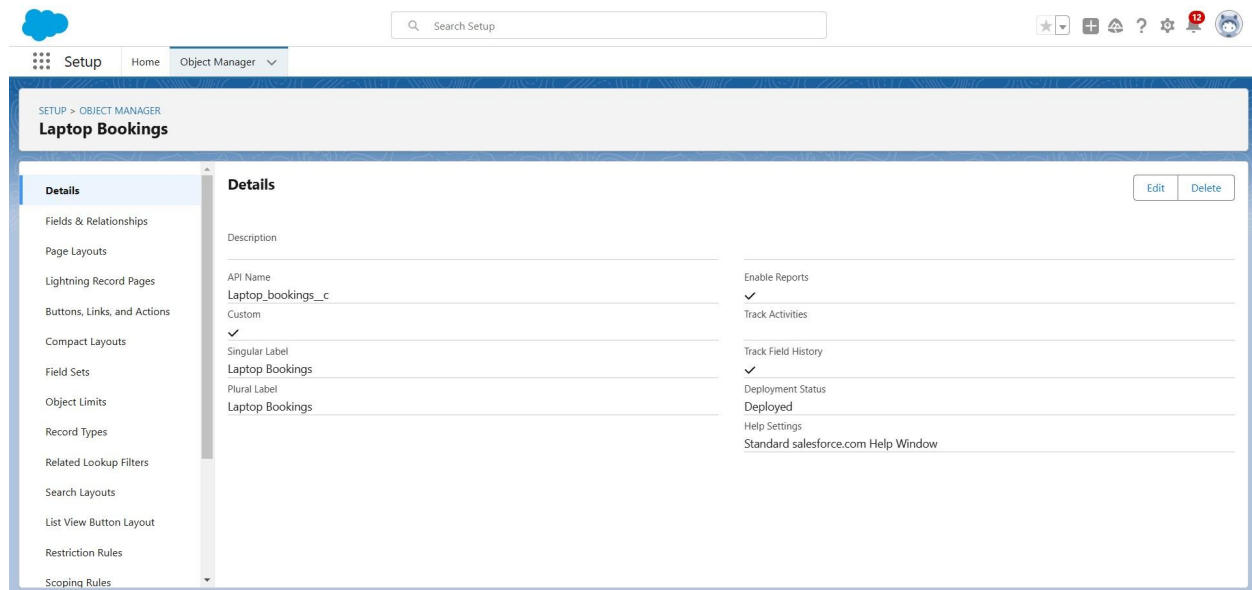 Search Setup
12
Setup
Home
Object Manager
SETUP > OBJECT MANAGER
Laptop Bookings
Details
Fields & Relationships
Page Layouts
Lightning Record Pages
Buttons, Links, and Actions
Compact Layouts
Field Sets
Object Limits
Record Types
Related Lookup Filters
Search Layouts
List View Button Layout
Restriction Rules
Scoping Rules
Details
Edit
Delete
Description
API Name
Laptop_bookings__c
Custom
Singular Label
Laptop Bookings
Plural Label
Laptop Bookings
Enable Reports
Track Activities
Track Field History
Deployment Status
Deployed
Help Settings
Standard salesforce.com Help Window